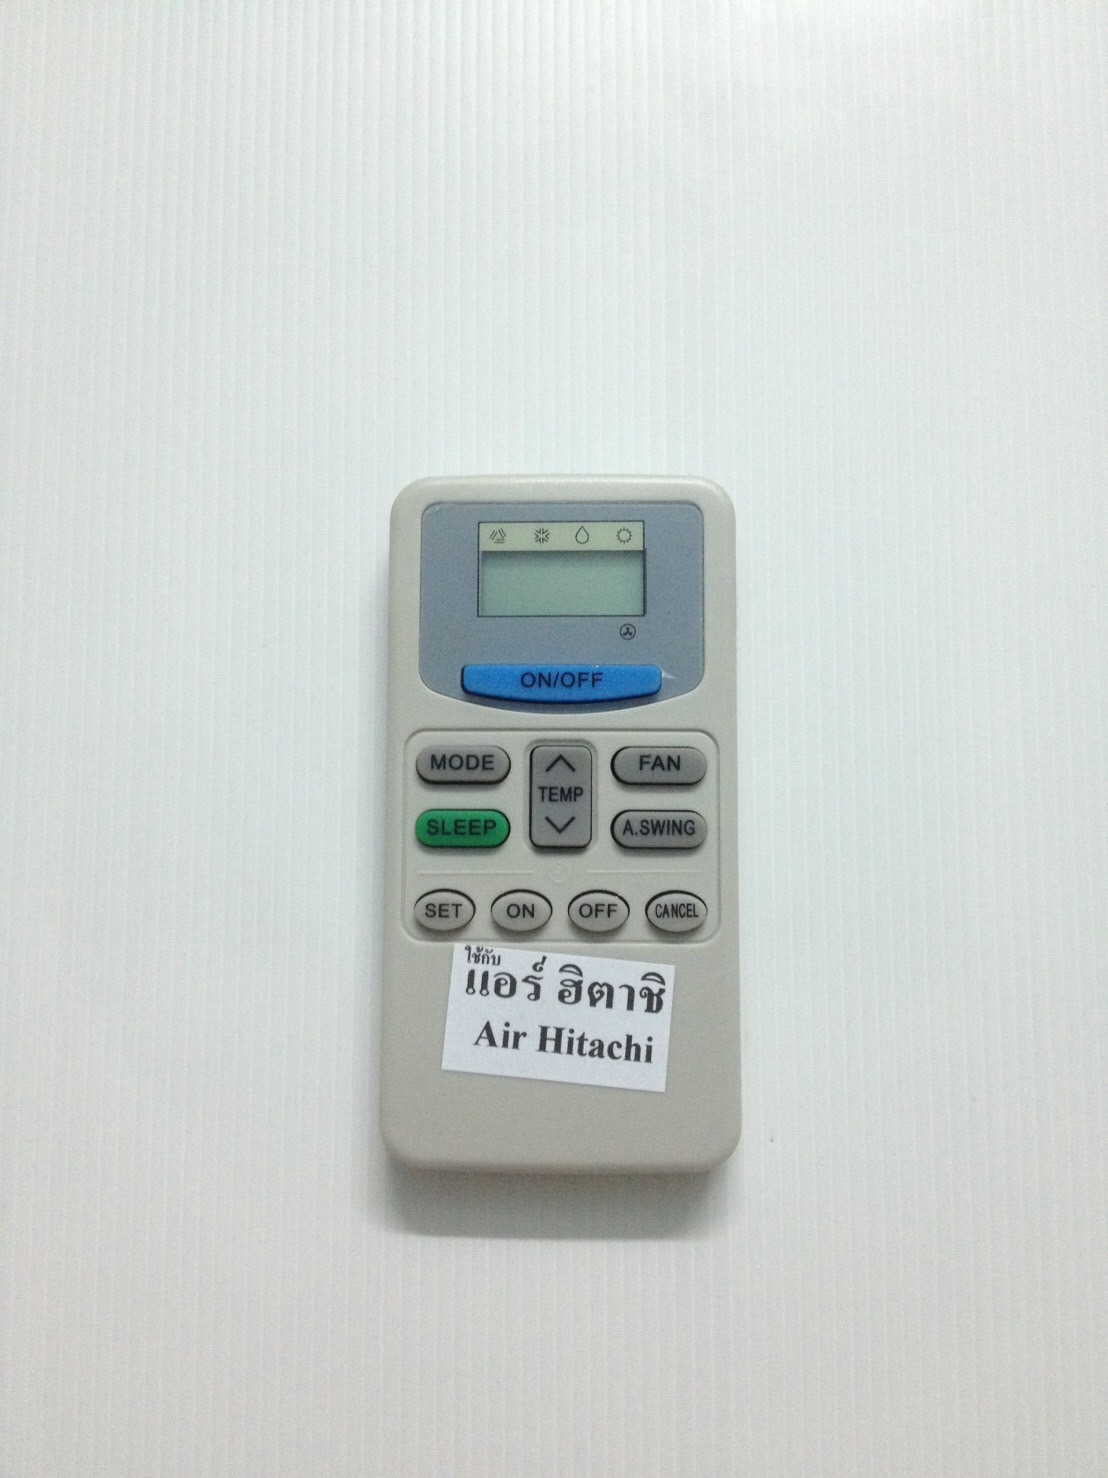 ON/OFF
MODE
TEMP
FAN
SLEEP
A.SWING
SET
ON
OFF
CANCEL
ใช้กับ
แอร์ ฮิตาชิ
Air Hitachi